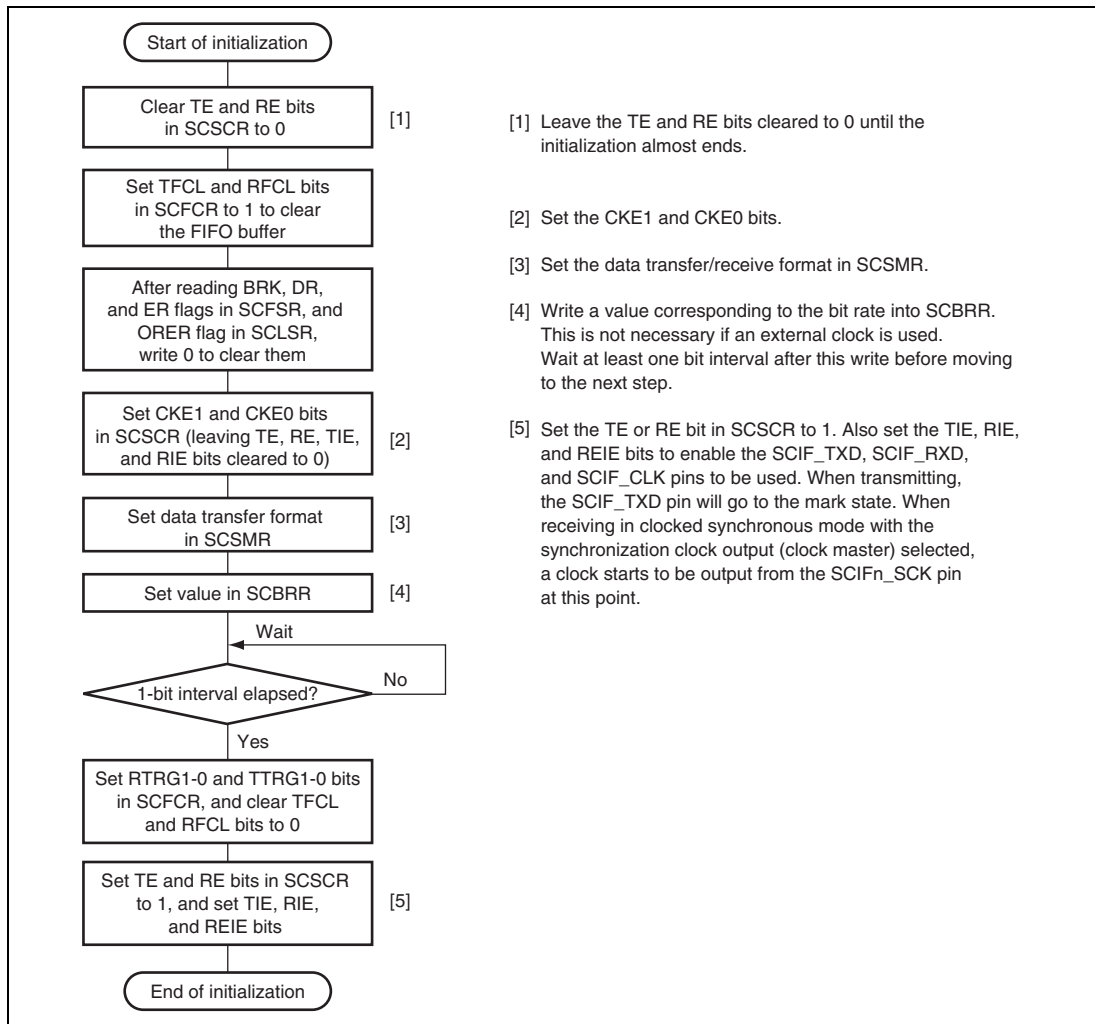 Start of initialization
Clear TE and RE bits
in SCSCR to 0
[1]
Set TFCL and RFCL bits
in SCFCR to 1 to clear
the FIFO buffer
After reading BRK, DR,
and ER flags in SCFSR, and
ORER flag in SCLSR,
write 0 to clear them
Set CKE1 and CKE0 bits
in SCSCR (leaving TE, RE, TIE,
and RIE bits cleared to 0)
[2]
Set data transfer format
in SCSMR
[3]
Set value in SCBRR
[4]
Wait
1-bit interval elapsed?
No
Yes
Set RTRG1-0 and TTRG1-0 bits
in SCFCR, and clear TFCL
and RFCL bits to 0
Set TE and RE bits in SCSCR
to 1, and set TIE, RIE,
and REIE bits
[5]
End of initialization
[1] Leave the TE and RE bits cleared to 0 until the
initialization almost ends.
[2] Set the CKE1 and CKE0 bits.
[3] Set the data transfer/receive format in SCSMR.
[4] Write a value corresponding to the bit rate into SCBRR.
This is not necessary if an external clock is used.
Wait at least one bit interval after this write before moving
to the next step.
[5] Set the TE or RE bit in SCSCR to 1. Also set the TIE, RIE,
and REIE bits to enable the SCIF_TXD, SCIF_RXD,
and SCIF_CLK pins to be used. When transmitting,
the SCIF_TXD pin will go to the mark state. When
receiving in clocked synchronous mode with the
synchronization clock output (clock master) selected,
a clock starts to be output from the SCIFn_SCK pin
at this point.